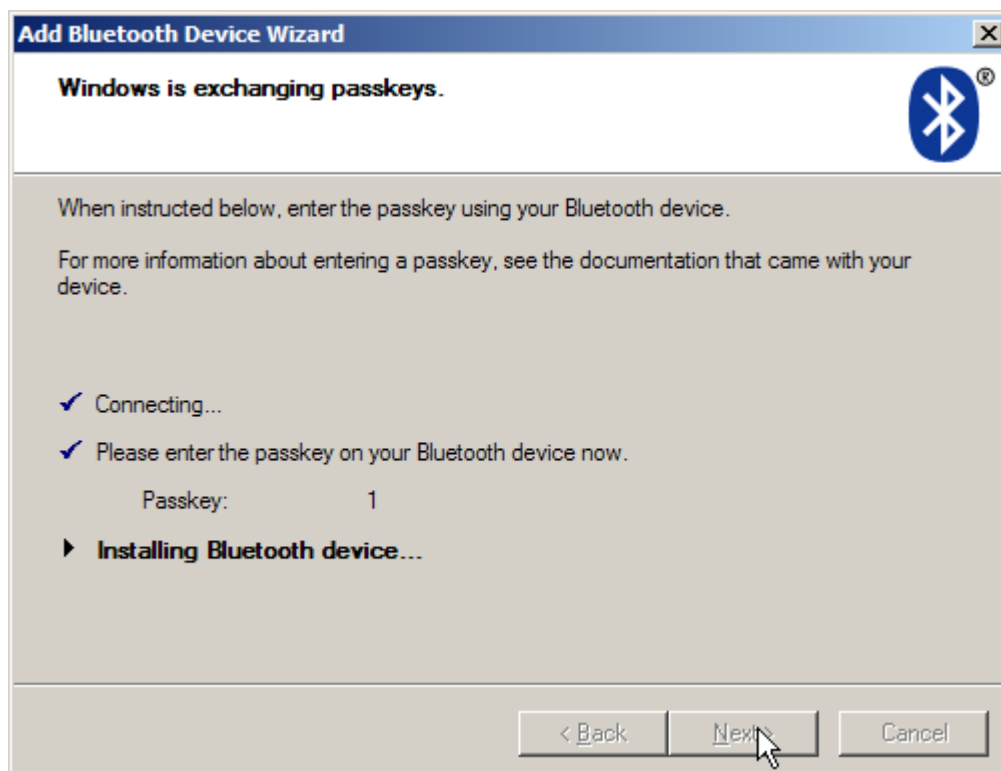 Add Bluetooth Device Wizard
Windows is exchanging passkeys.
®
When instructed below, enter the passkey using your Bluetooth device.
For more information about entering a passkey, see the documentation that came with your
device.
Connecting...
Please enter the passkey on your Bluetooth device now.
Passkey: 1
Installing Bluetooth device...
< Back Next > Cancel